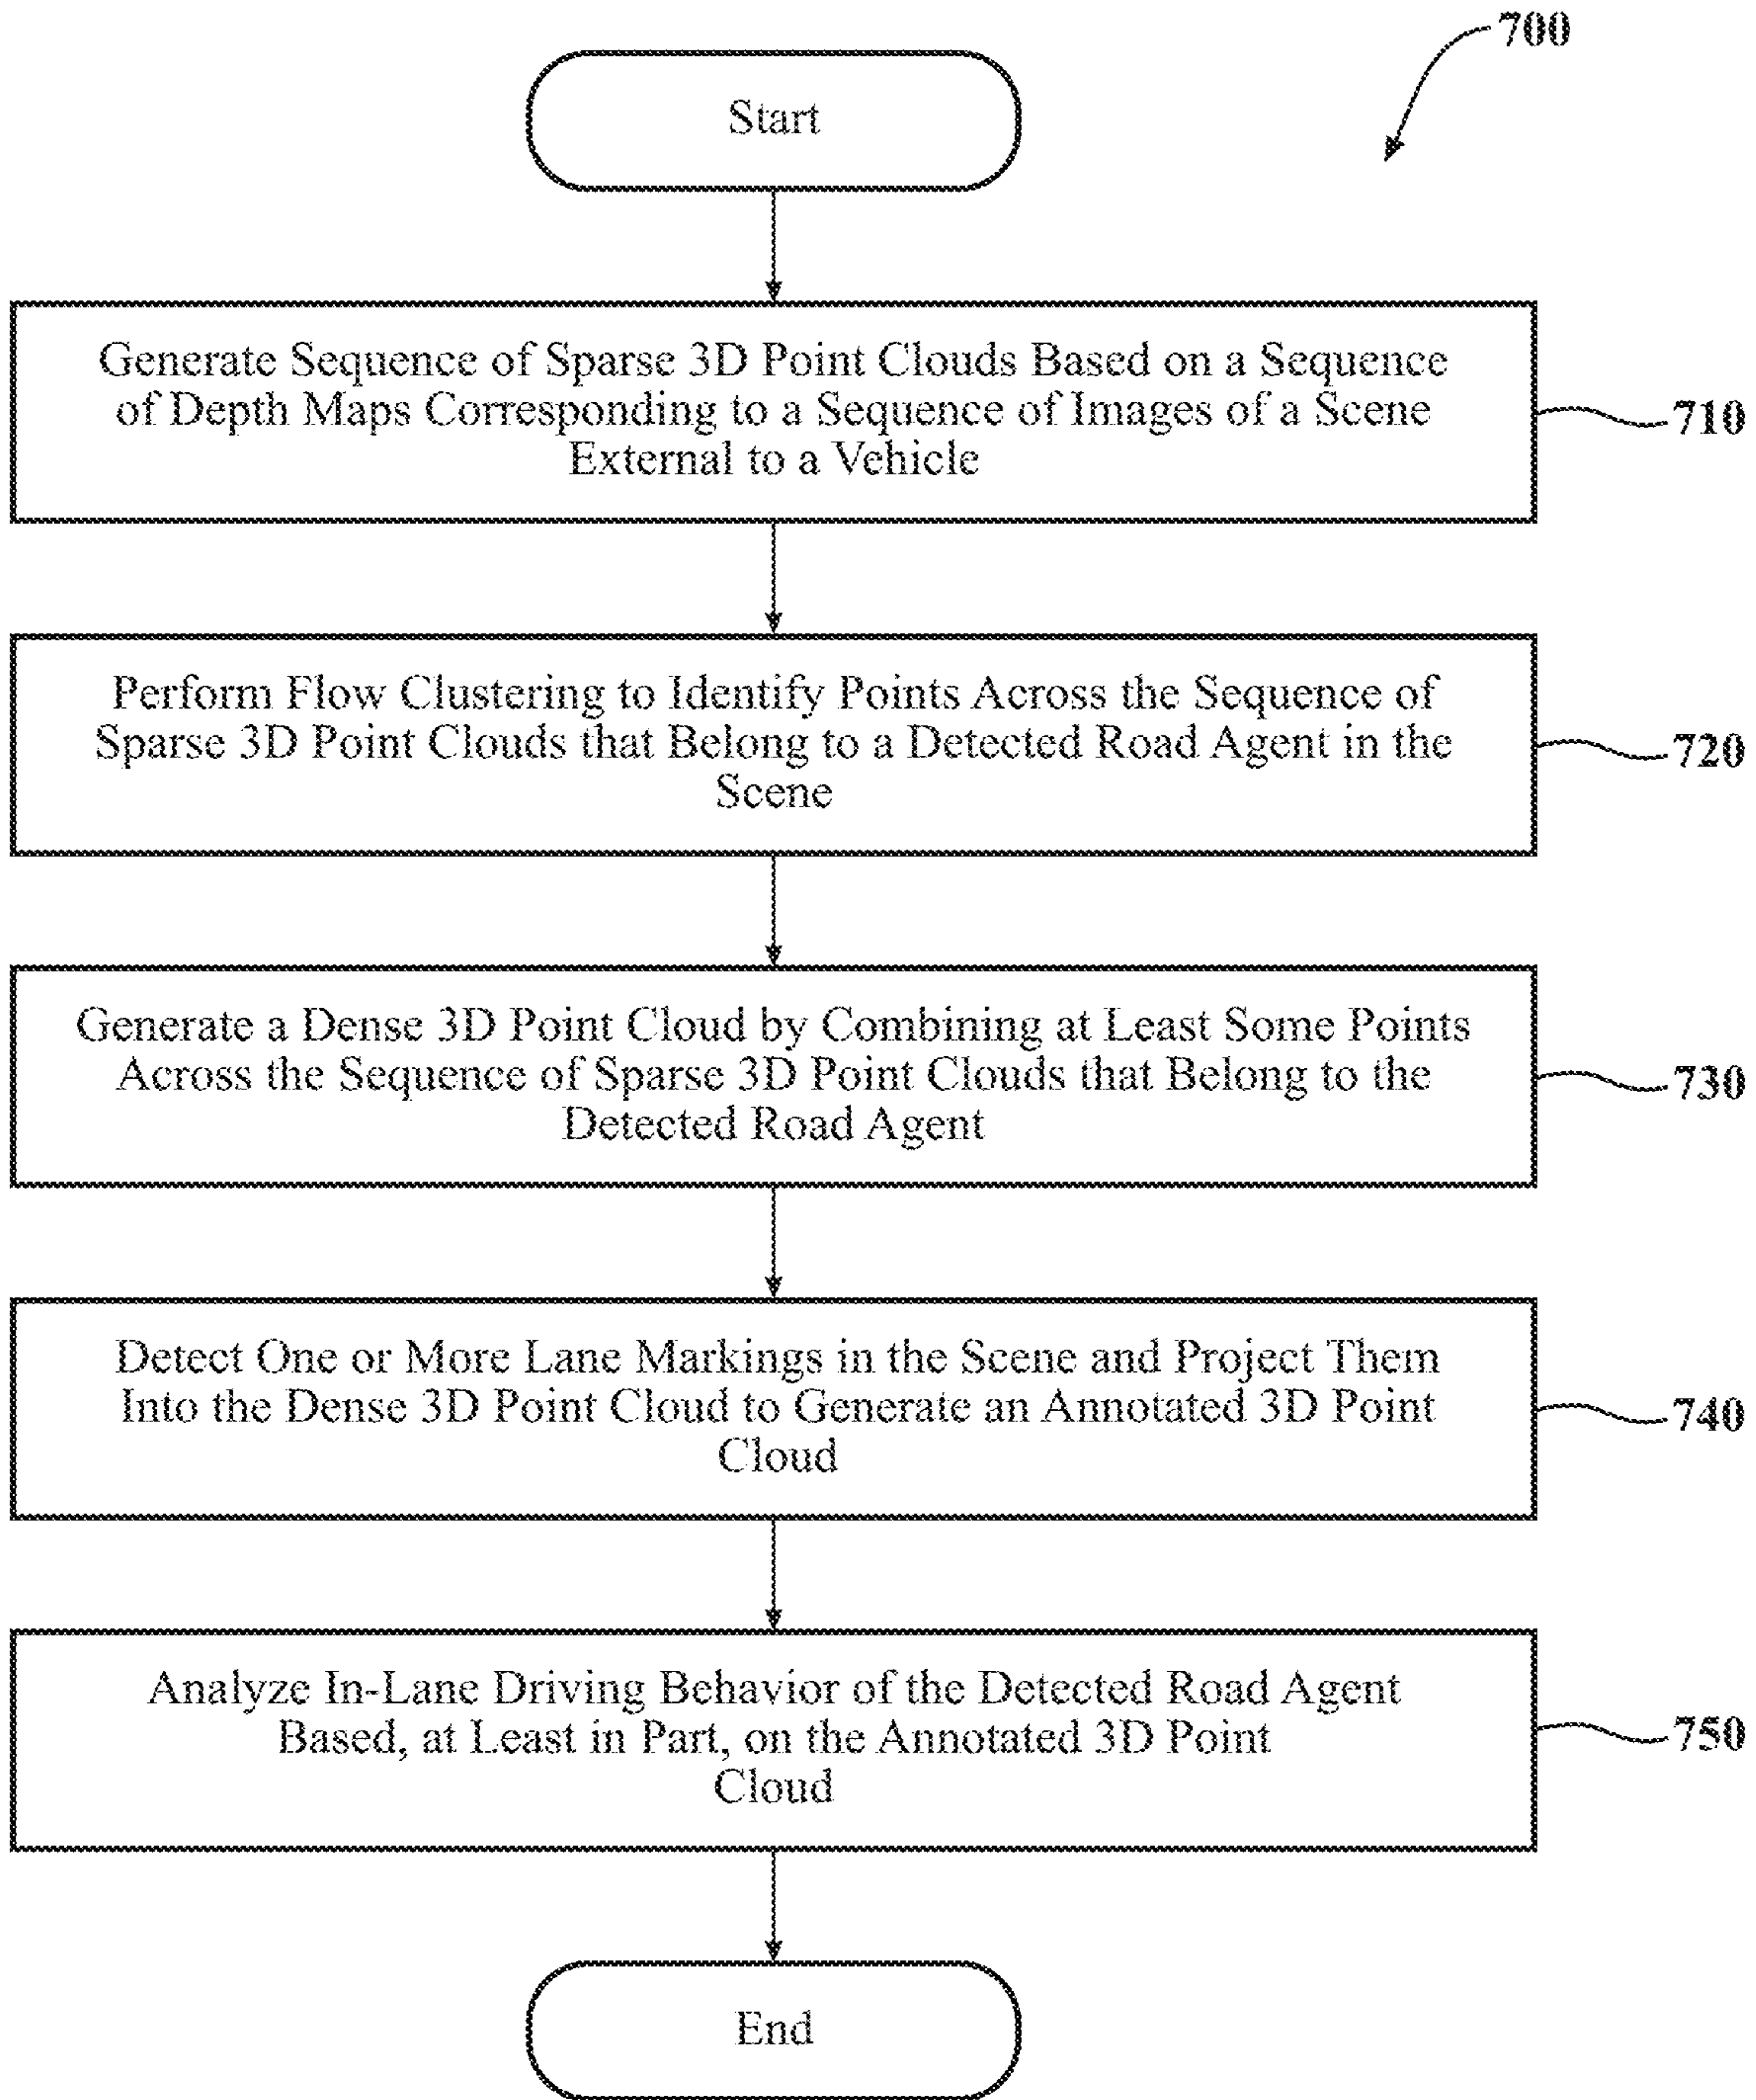 700
Start
Generate Sequence of Sparse 3D Point Clouds Based on a Sequence
of Depth Maps Corresponding to a Sequence of Images of a Scene
External to a Vehicle
710
Perform Flow Clustering to Identify Points Across the Sequence of
Sparse 3D Point Clouds that Belong to a Detected Road Agent in the
Scene
720
Generate a Dense 3D Point Cloud by Combining at Least Some Points
Across the Sequence of Sparse 3D Point Clouds that Belong to the
Detected Road Agent
730
Detect One or More Lane Markings in the Scene and Project Them
Into the Dense 3D Point Cloud to Generate an Annotated 3D Point
Cloud
740
Analyze In-Lane Driving Behavior of the Detected Road Agent
Based, at Least in Part, on the Annotated 3D Point
Cloud
750
End